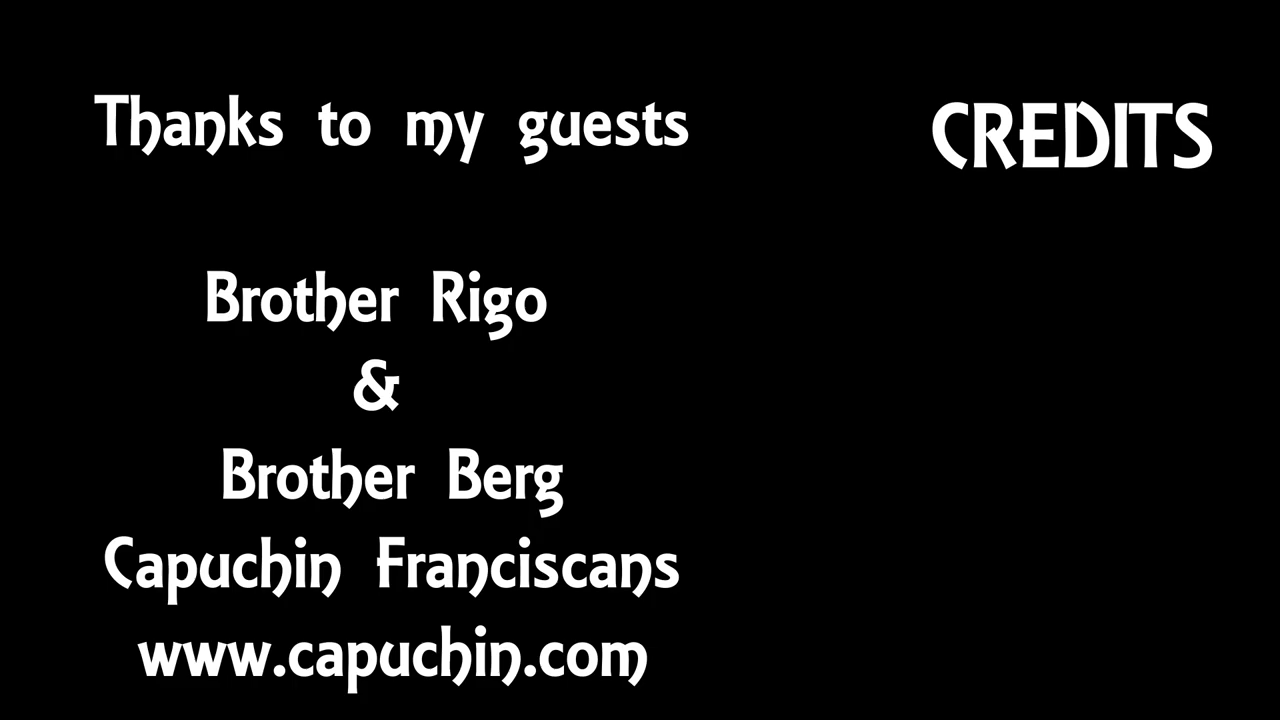 Thanks to my guests
CREDITS
Brother Rigo
&
Brother Berg
Capuchin Franciscans
www.capuchin.com